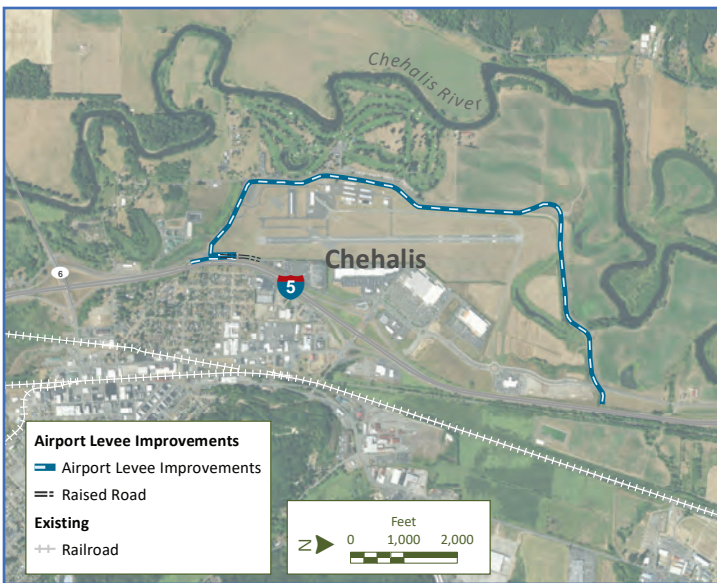 Chehalis River
6
Chehalis
5
Airport Levee Improvements
Airport Levee Improvements
Raised Road
Existing
Railroad
N
Feet
0 1,000 2,000